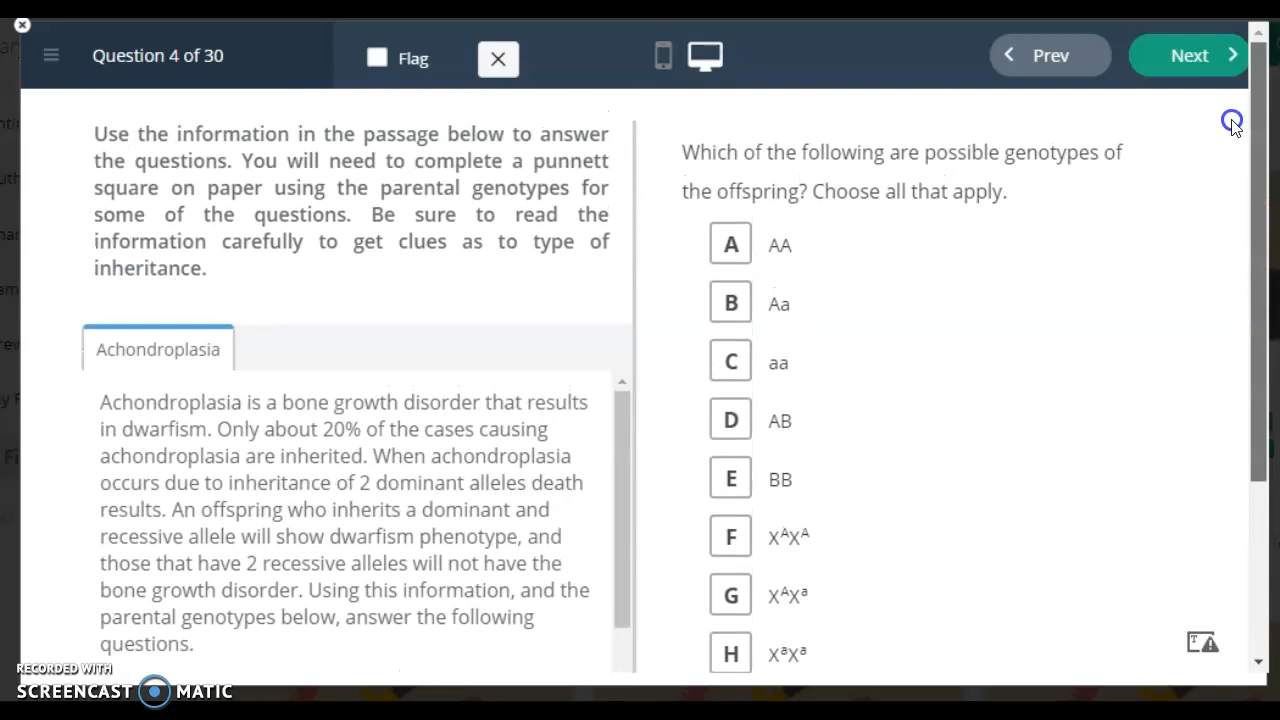 Question 4 of 30
Flag
Prev
Next
Use the information in the passage below to answer
the questions. You will need to complete a punnett
square on paper using the parental genotypes for
some of the questions. Be sure to read the
information carefully to get clues as to type of
inheritance.
Achondroplasia
Achondroplasia is a bone growth disorder that results
in dwarfism. Only about 20% of the cases causing
achondroplasia are inherited. When achondroplasia
occurs due to inheritance of 2 dominant alleles death
results. An offspring who inherits a dominant and
recessive allele will show dwarfism phenotype, and
those that have 2 recessive alleles will not have the
bone growth disorder. Using this information, and the
parental genotypes below, answer the following
questions.
Which of the following are possible genotypes of
the offspring? Choose all that apply.
A AA
B Aa
C aa
D AB
E BB
F XᴬXᴬ
G XᴬXᵃ
H XᵃXᵃ
RECORDED WITH
SCREENCAST MATIC